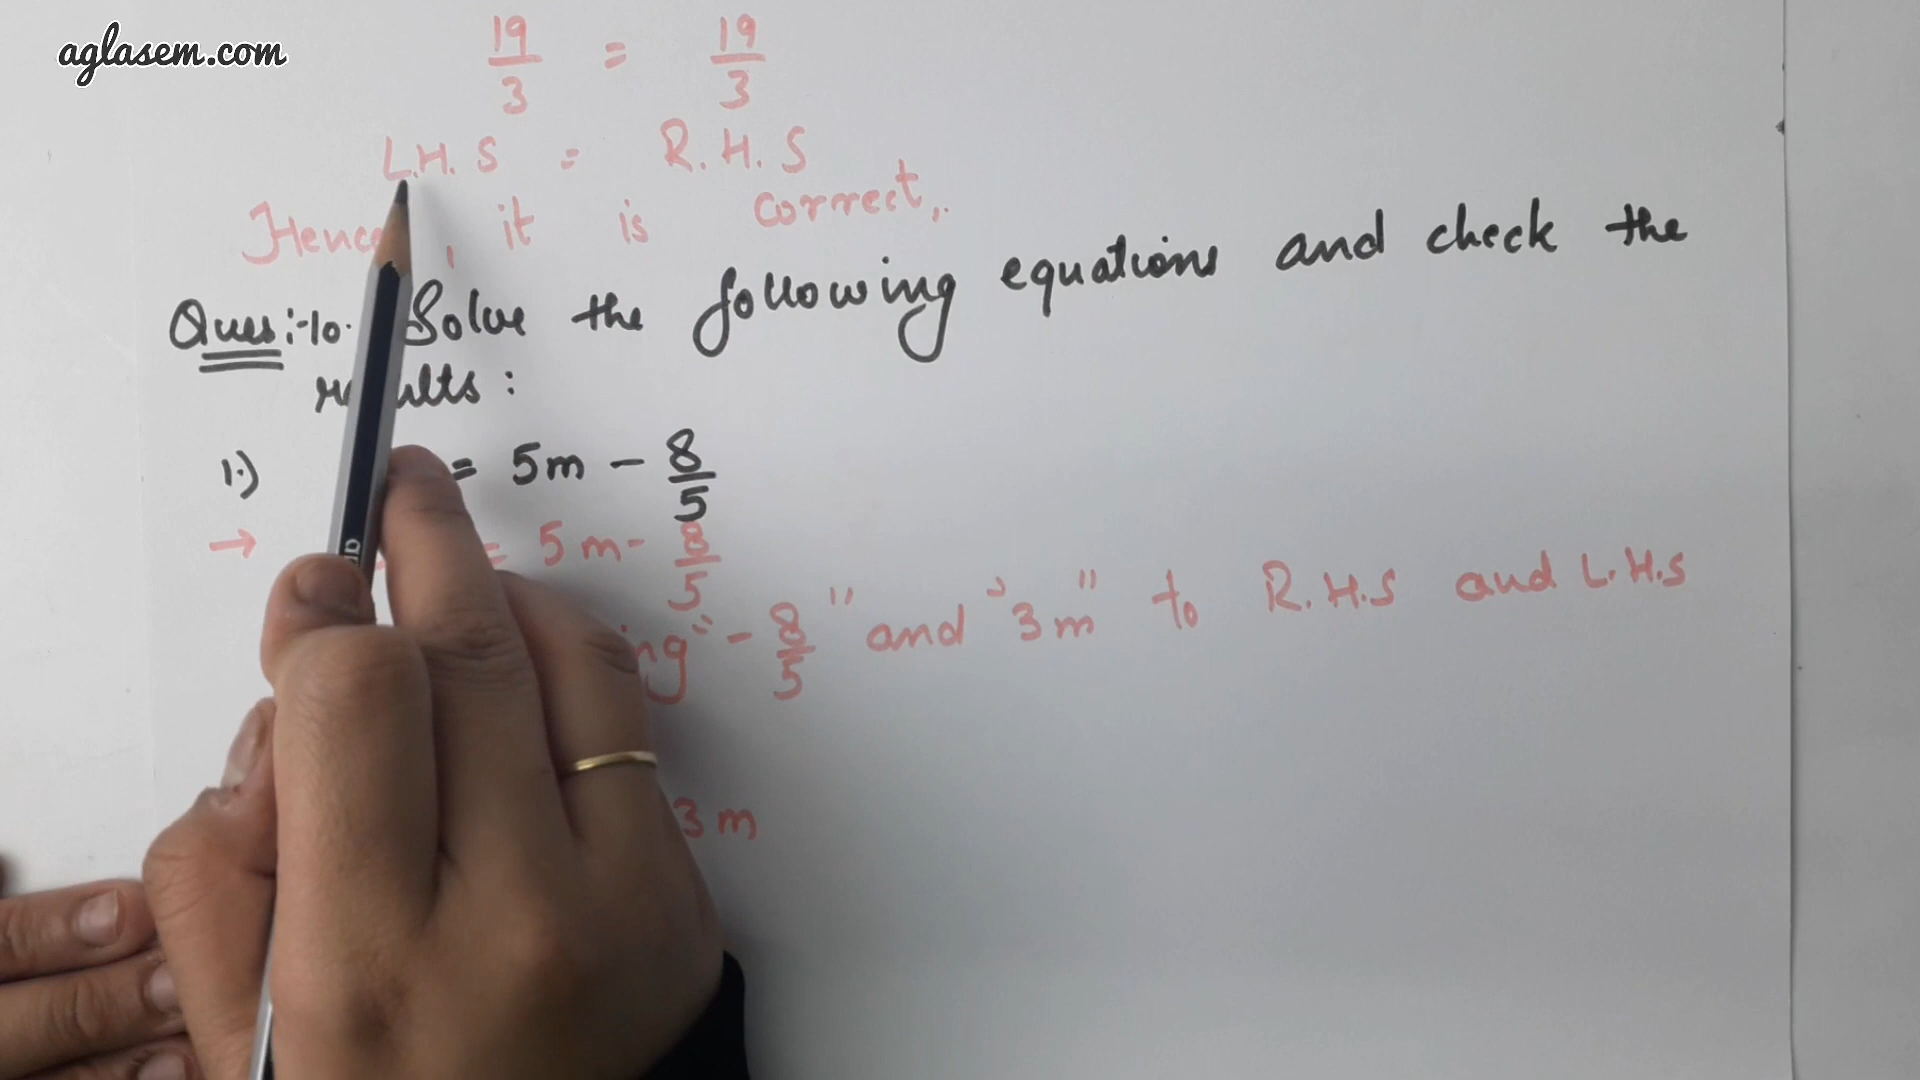 aglasem.com
19/3 = 19/3
L.H.S = R.H.S
Hence, it is correct,.
Ques:-10. Solve the following equations and check the
results:
1.) = 5m - 8/5
→ = 5m - 8/5
"- 8/5" and "3m" to R.H.S and L.H.S
3m